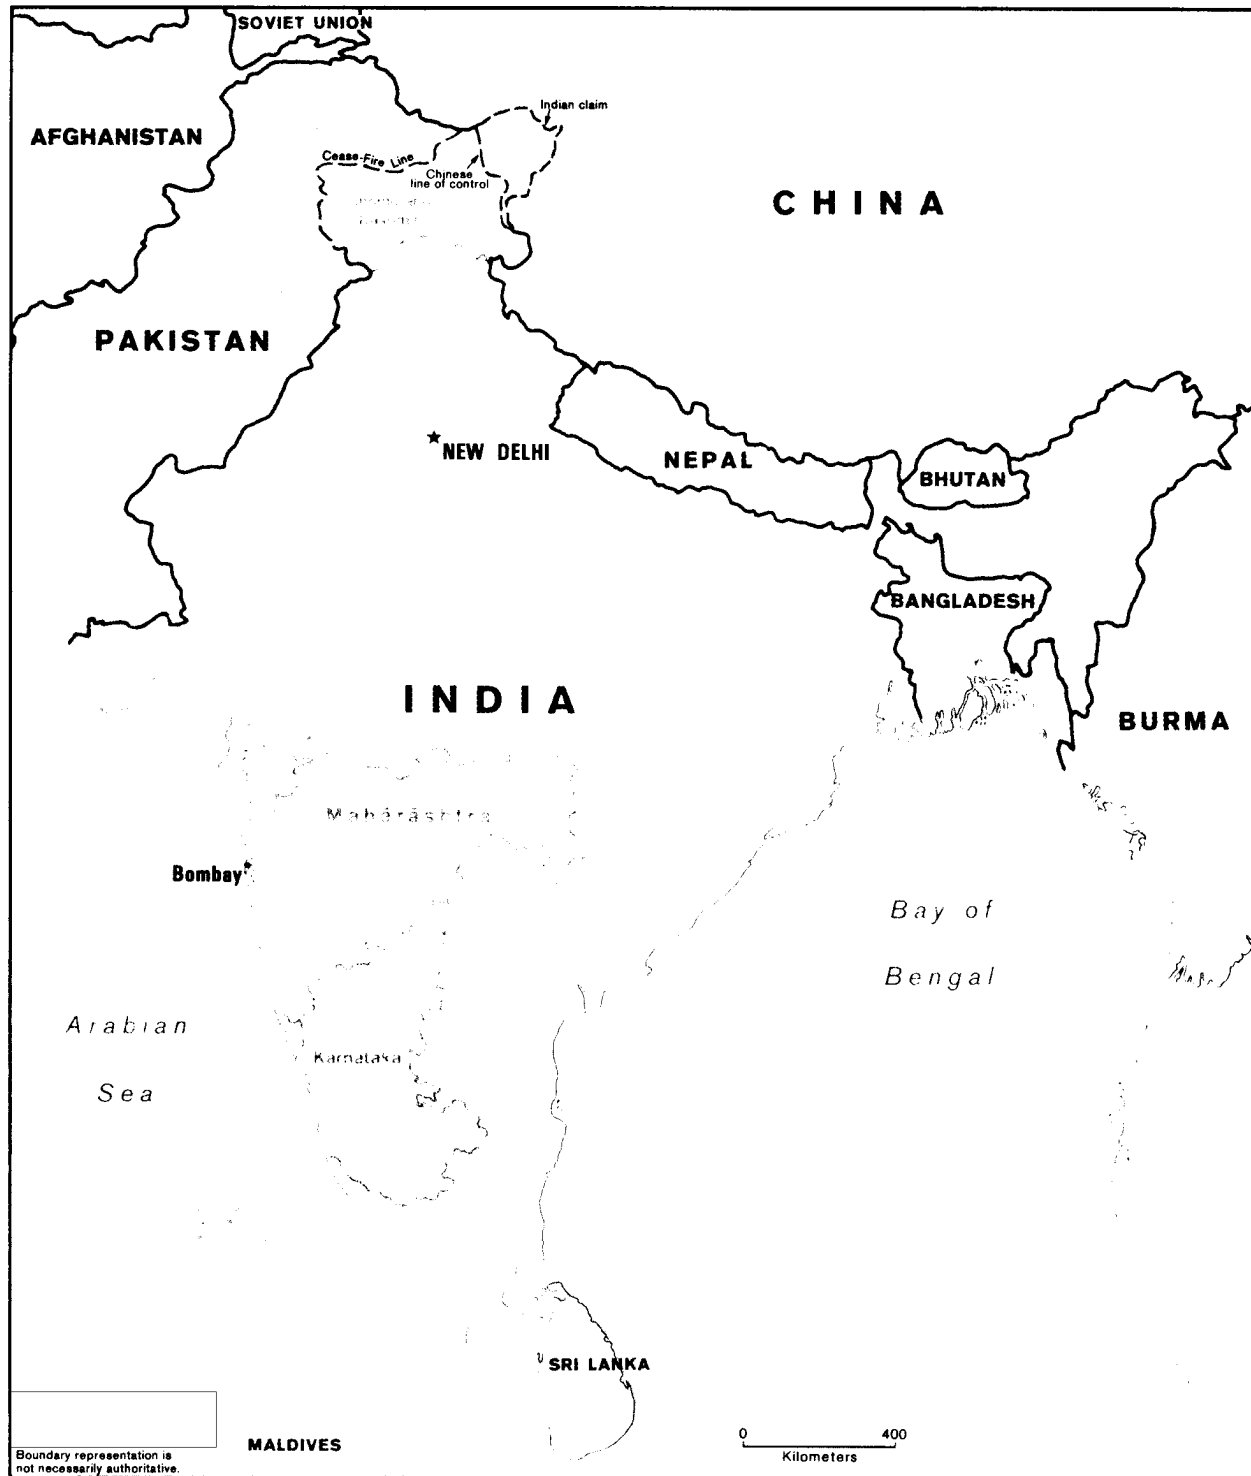 SOVIET UNION
Indian claim
AFGHANISTAN
Cease-Fire Line
Chinese
line of control
CHINA
PAKISTAN
NEW DELHI
NEPAL
BHUTAN
BANGLADESH
INDIA
BURMA
Mahārāshtra
Bombay
Bay of
Bengal
Arabian
Sea
Karnataka
SRI LANKA
MALDIVES
0 400
Kilometers
Boundary representation is
not necessarily authoritative.